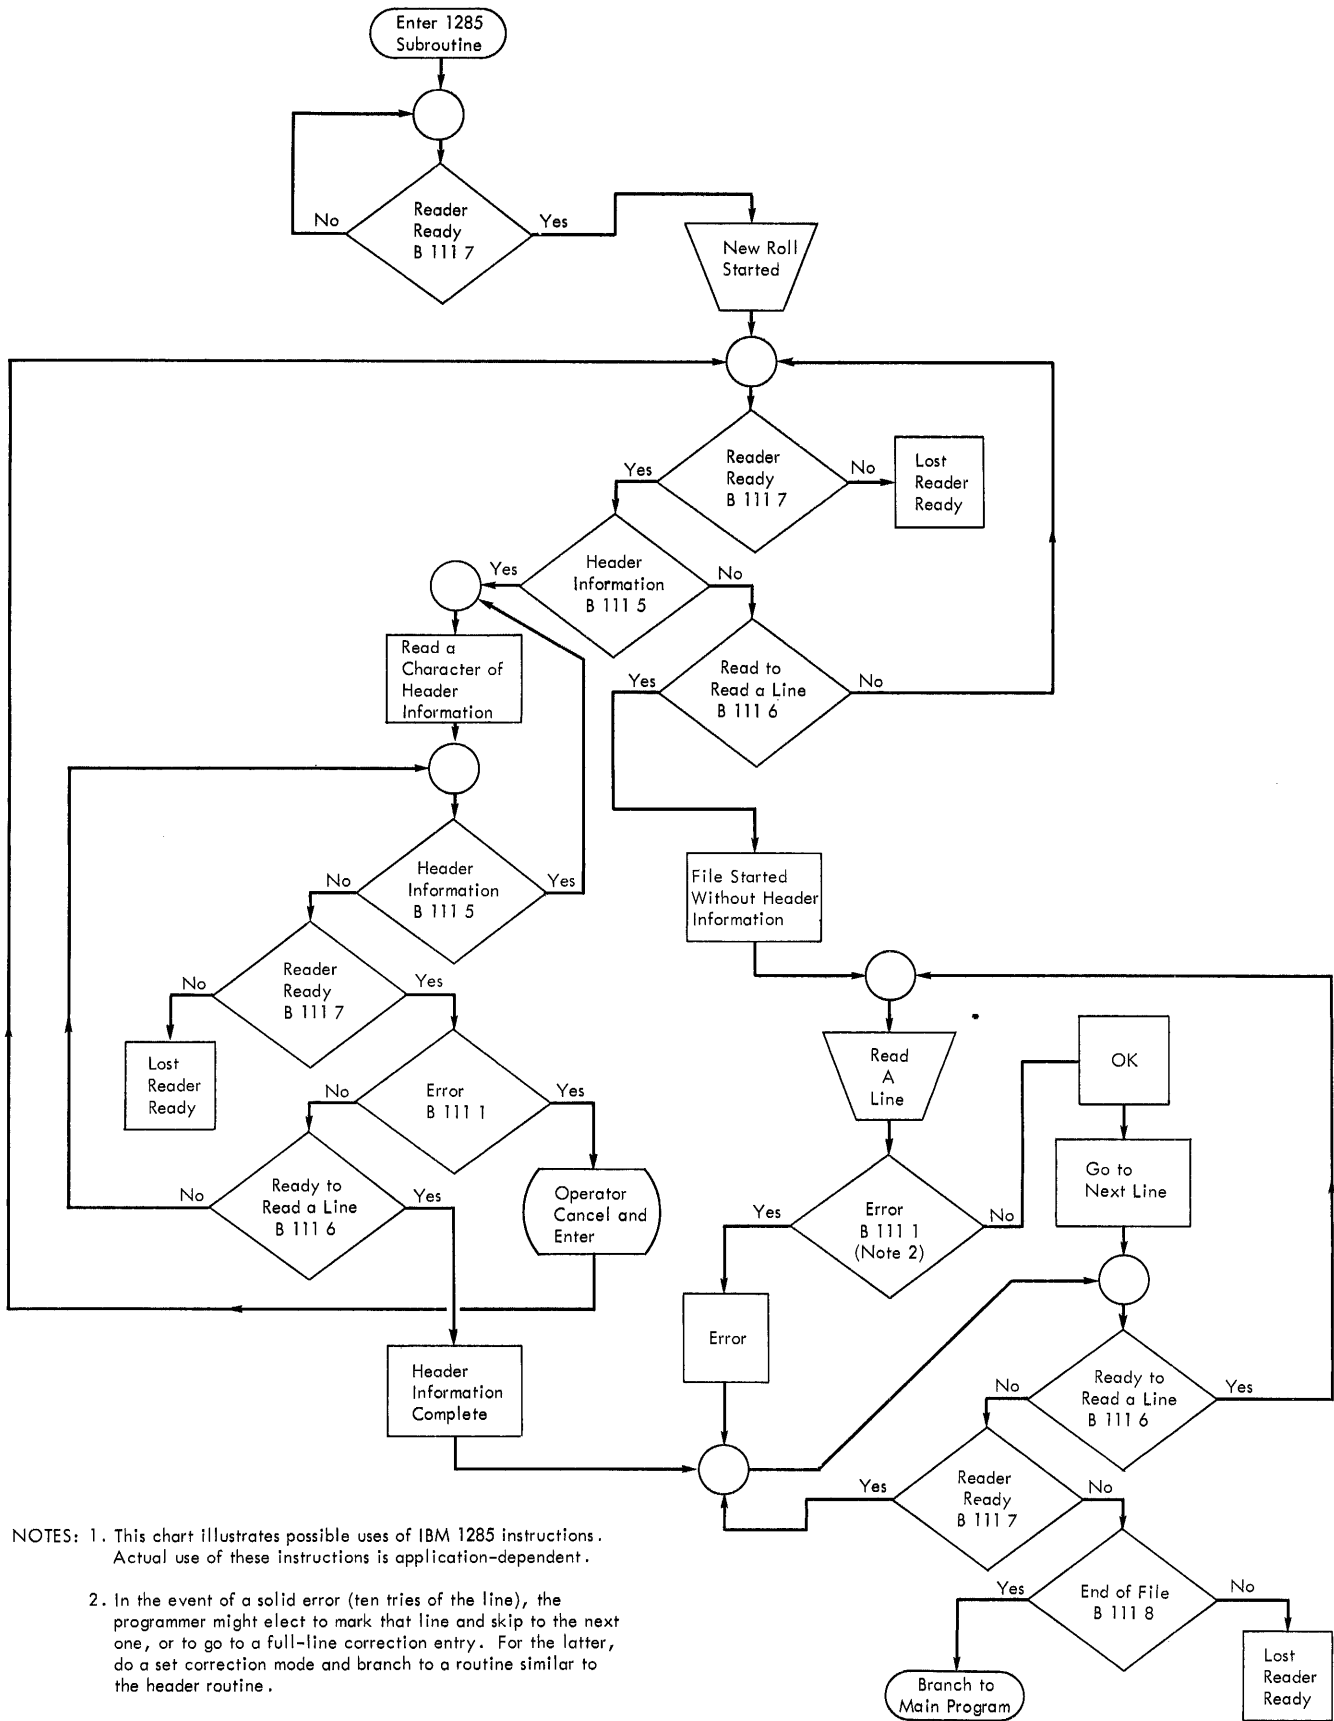 Enter 1285
Subroutine
Reader
Ready
B 111 7
No
Yes
New Roll
Started
Reader
Ready
B 111 7
Yes
No
Lost
Reader
Ready
Header
Information
B 111 5
Yes
No
Read a
Character of
Header
Information
Read to
Read a Line
B 111 6
Yes
No
Header
Information
B 111 5
No
Yes
File Started
Without Header
Information
Reader
Ready
B 111 7
No
Yes
Lost
Reader
Ready
Error
B 111 1
No
Yes
Read
A
Line
OK
Ready to
Read a Line
B 111 6
No
Yes
Operator
Cancel and
Enter
Error
B 111 1
(Note 2)
Yes
No
Go to
Next Line
Error
Header
Information
Complete
Ready to
Read a Line
B 111 6
No
Yes
Reader
Ready
B 111 7
Yes
No
End of File
B 111 8
Yes
No
Branch to
Main Program
Lost
Reader
Ready
NOTES: 1. This chart illustrates possible uses of IBM 1285 instructions.
Actual use of these instructions is application-dependent.
2. In the event of a solid error (ten tries of the line), the
programmer might elect to mark that line and skip to the next
one, or to go to a full-line correction entry. For the latter,
do a set correction mode and branch to a routine similar to
the header routine.